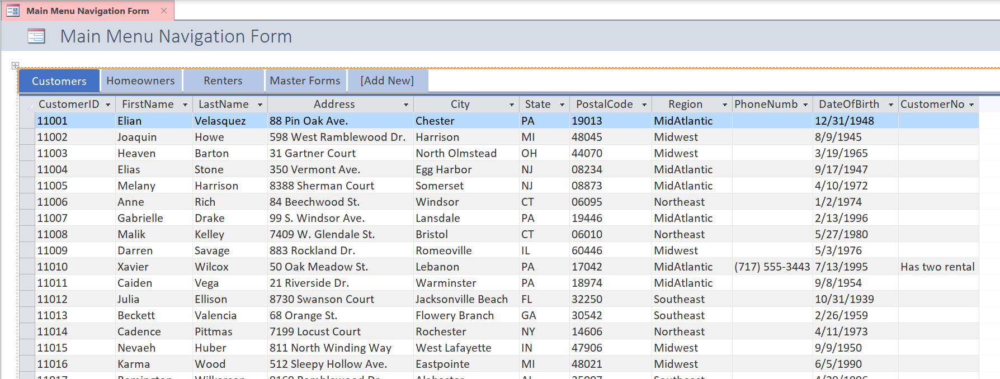 Main Menu Navigation Form
Main Menu Navigation Form
Customers Homeowners Renters Master Forms [Add New]
CustomerID FirstName LastName Address City State PostalCode Region PhoneNumb DateOfBirth CustomerNo
11001 Elian Velasquez 88 Pin Oak Ave. Chester PA 19013 MidAtlantic 12/31/1948
11002 Joaquin Howe 598 West Ramblewood Dr. Harrison MI 48045 Midwest 8/9/1945
11003 Heaven Barton 31 Gartner Court North Olmstead OH 44070 Midwest 3/19/1965
11004 Elias Stone 350 Vermont Ave. Egg Harbor NJ 08234 MidAtlantic 9/17/1947
11005 Melany Harrison 8388 Sherman Court Somerset NJ 08873 MidAtlantic 4/10/1972
11006 Anne Rich 84 Beechwood St. Windsor CT 06095 Northeast 1/2/1974
11007 Gabrielle Drake 99 S. Windsor Ave. Lansdale PA 19446 MidAtlantic 2/13/1996
11008 Malik Kelley 7409 W. Glendale St. Bristol CT 06010 Northeast 5/27/1980
11009 Darren Savage 883 Rockland Dr. Romeoville IL 60446 Midwest 5/3/1976
11010 Xavier Wilcox 50 Oak Meadow St. Lebanon PA 17042 MidAtlantic (717) 555-3443 7/13/1995 Has two rental
11011 Caiden Vega 21 Riverside Dr. Warminster PA 18974 MidAtlantic 9/8/1954
11012 Julia Ellison 8730 Swanson Court Jacksonville Beach FL 32250 Southeast 10/31/1939
11013 Beckett Valencia 68 Orange St. Flowery Branch GA 30542 Southeast 2/26/1959
11014 Cadence Pittmas 7199 Locust Court Rochester NY 14606 Northeast 4/11/1973
11015 Nevaeh Huber 811 North Winding Way West Lafayette IN 47906 Midwest 9/9/1950
11016 Karma Wood 512 Sleepy Hollow Ave. Eastpointe MI 48021 Midwest 6/5/1990